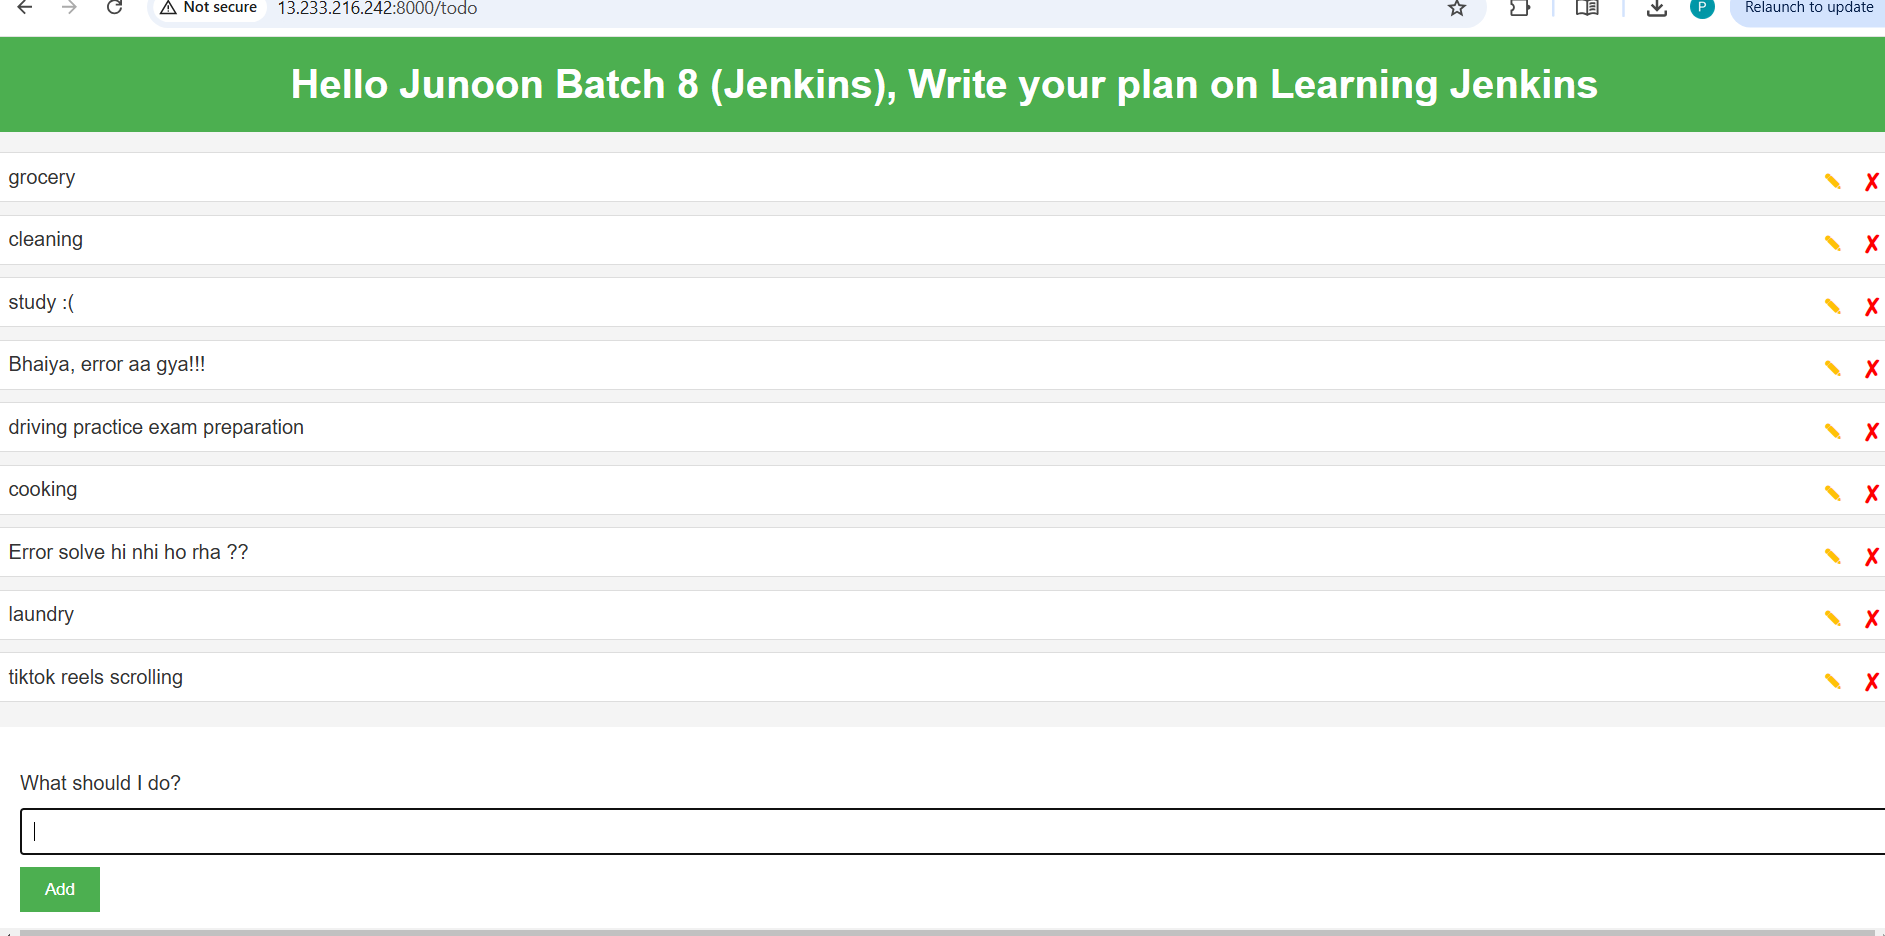 Not secure 13.233.216.242:8000/todo P Relaunch to update
Hello Junoon Batch 8 (Jenkins), Write your plan on Learning Jenkins
grocery
cleaning
study :(
Bhaiya, error aa gya!!!
driving practice exam preparation
cooking
Error solve hi nhi ho rha ??
laundry
tiktok reels scrolling
What should I do?
Add